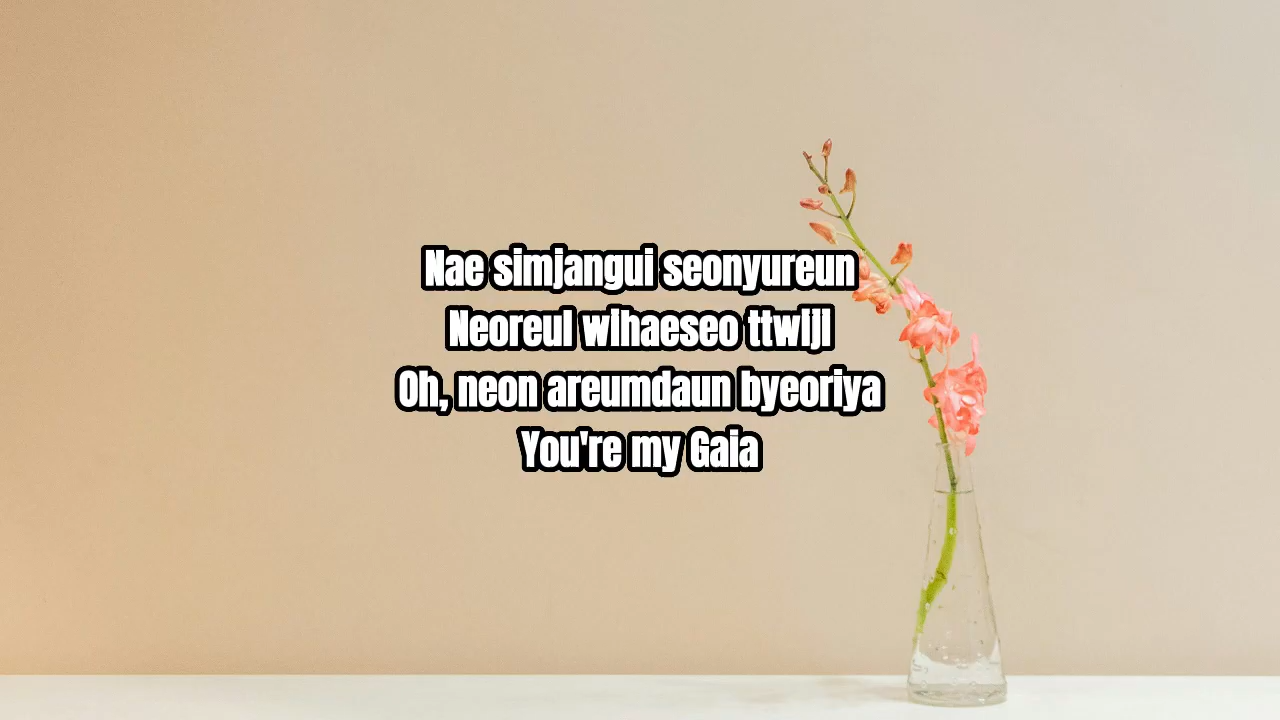 Nae simjangui seonyureun
Neoreul wihaeseo ttwiji
Oh, neon areumdaun byeoriya
You're my Gaia